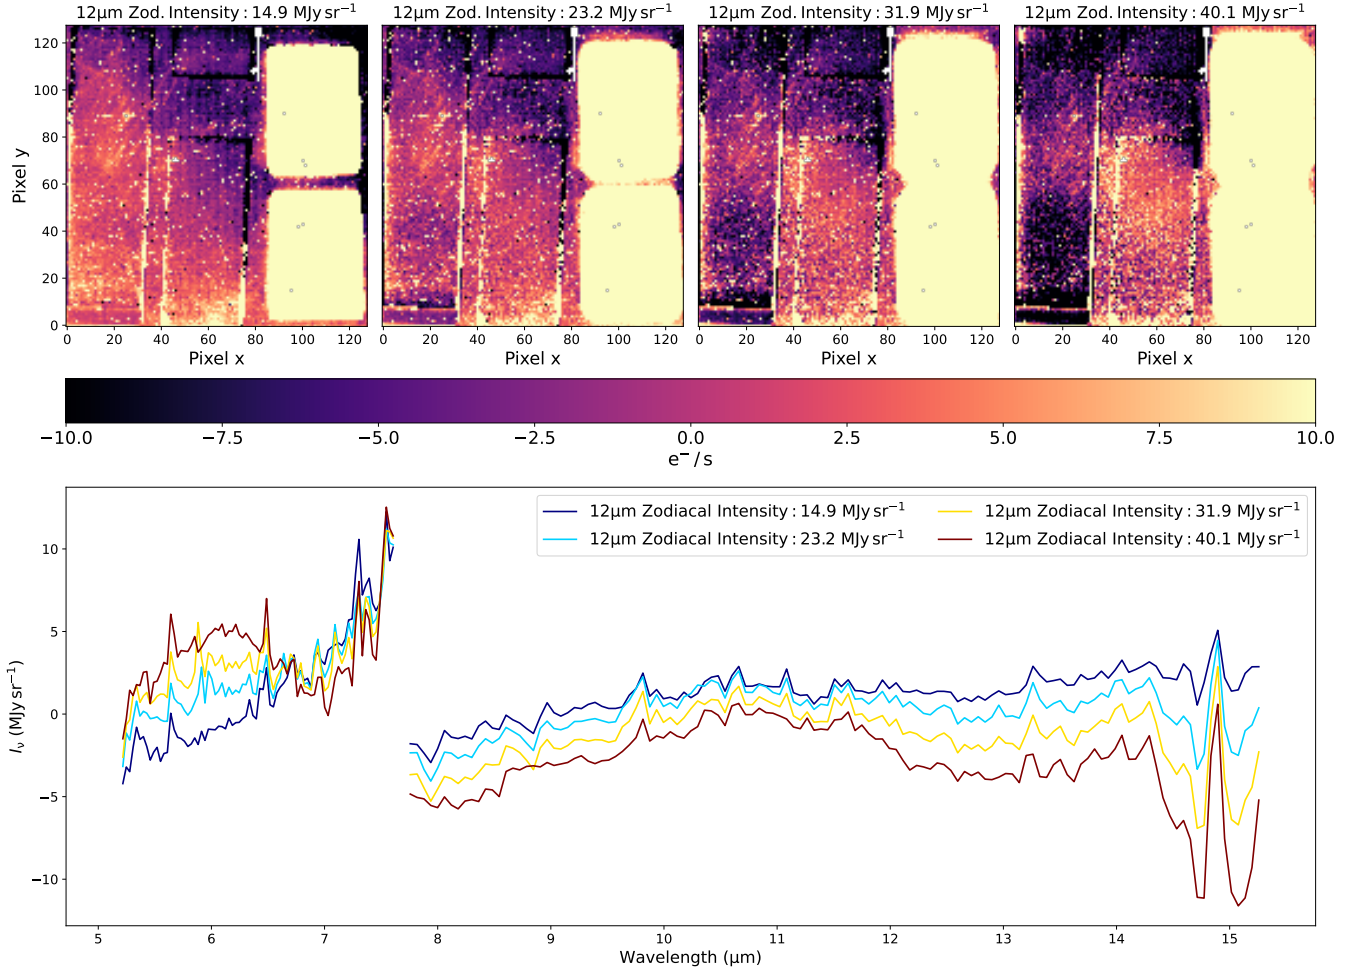 12μm Zod. Intensity : 14.9 MJy sr⁻¹
12μm Zod. Intensity : 23.2 MJy sr⁻¹
12μm Zod. Intensity : 31.9 MJy sr⁻¹
12μm Zod. Intensity : 40.1 MJy sr⁻¹
Pixel y
120
100
80
60
40
20
0
0 20 40 60 80 100 120
0 20 40 60 80 100 120
0 20 40 60 80 100 120
0 20 40 60 80 100 120
Pixel x
Pixel x
Pixel x
Pixel x
−10.0 −7.5 −5.0 −2.5 0.0 2.5 5.0 7.5 10.0
e⁻ / s
12μm Zodiacal Intensity : 14.9 MJy sr⁻¹
12μm Zodiacal Intensity : 23.2 MJy sr⁻¹
12μm Zodiacal Intensity : 31.9 MJy sr⁻¹
12μm Zodiacal Intensity : 40.1 MJy sr⁻¹
Iν (MJy sr⁻¹)
10
5
0
−5
−10
5 6 7 8 9 10 11 12 13 14 15
Wavelength (μm)